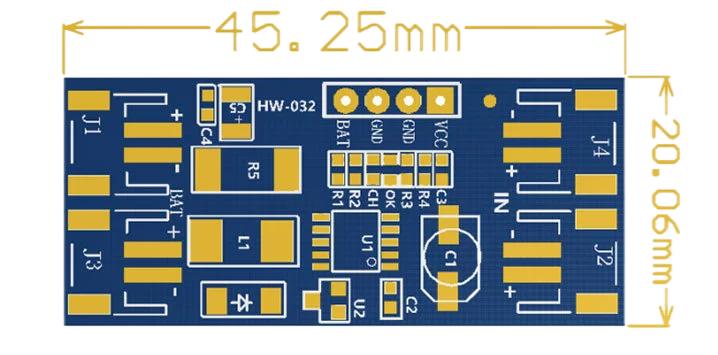 45.25mm
C5
+
HW-032
+
C4
BAT
GND
GND
VCC
J1
-
R5
J4
-
+
R1
R2
CH
OK
R3
R4
C3
BAT
IN
20.06mm
+
L1
U1
C1
-
J3
J2
-
U2
C2
+